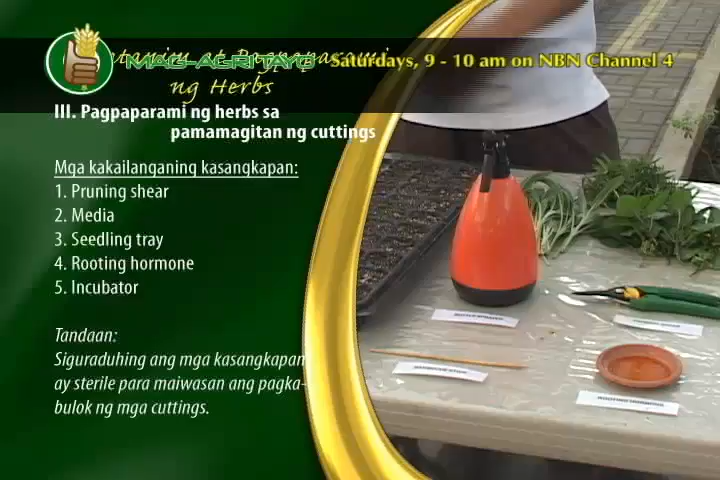 MAG-AGRI TAYO Saturdays, 9 - 10 am on NBN Channel 4
at Pagpaparami
ng Herbs
III. Pagpaparami ng herbs sa
pamamagitan ng cuttings
Mga kakailanganing kasangkapan:
1. Pruning shear
2. Media
3. Seedling tray
4. Rooting hormone
5. Incubator
Tandaan:
Siguraduhing ang mga kasangkapan
ay sterile para maiwasan ang pagka-
bulok ng mga cuttings.